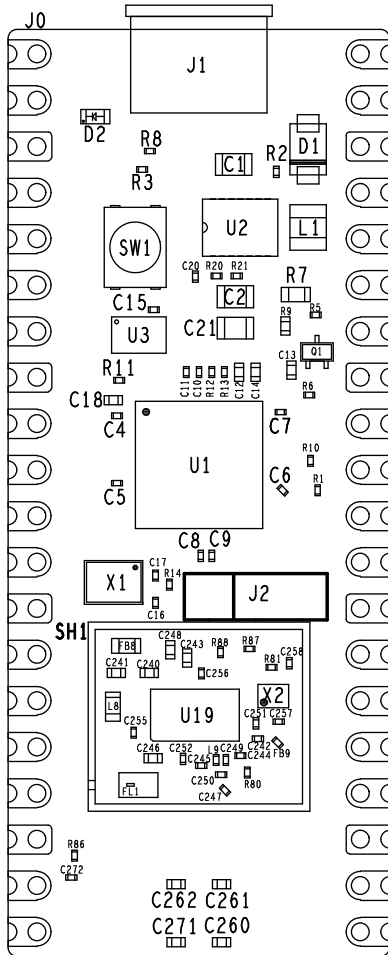 J0
J1
D2
R8
R3
C1
R2
D1
SW1
U2
L1
C20 R20 R21
C15
C2
R7
U3
C21
R9
R5
Q1
R11
C13
C18
C11
C10
R12
R13
C12
C14
R6
C4
C7
U1
R10
C5
C6
R1
C8 C9
X1
C17
R14
C16
J2
SH1
FB8
C248
C243
R88
R87
C258
R81
C241
C240
C256
L8
X2
U19
C255
C251
C257
C246
C252
C245
L9
C249
C242
C244
FB9
C250
R80
FL1
C247
R86
C272
C262 C261
C271 C260